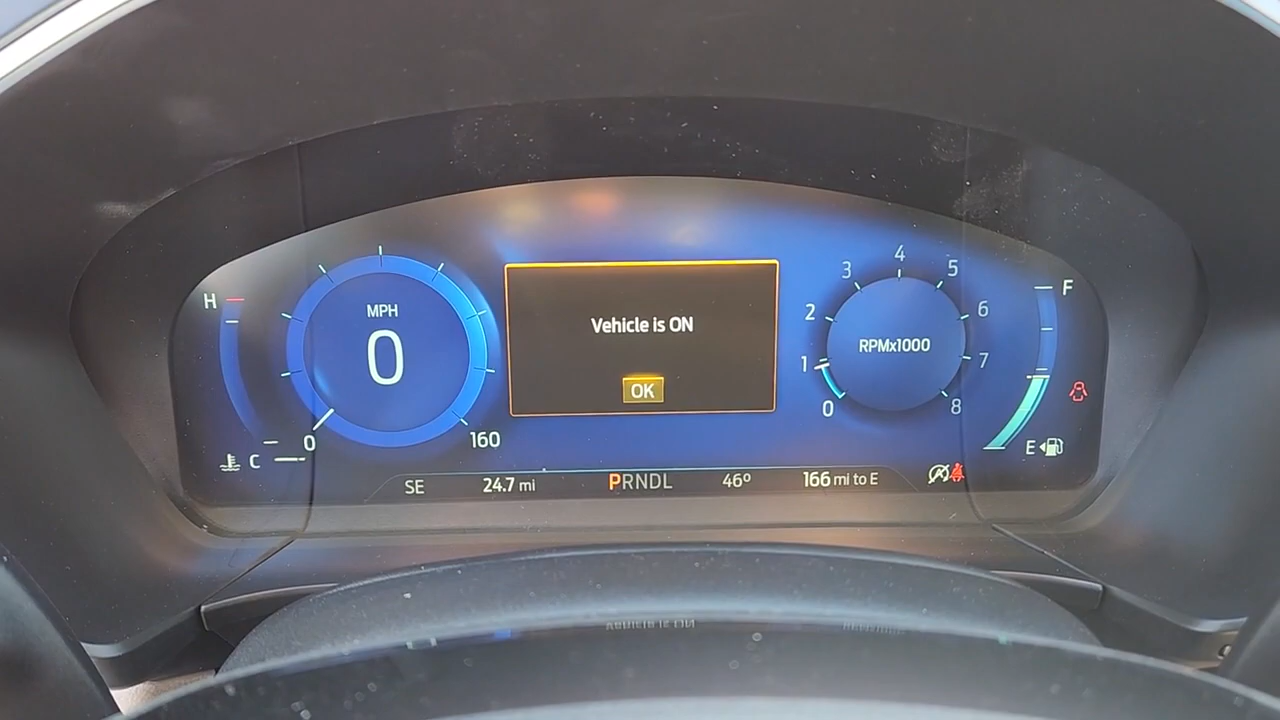 H
MPH
0
0
160
C
Vehicle is ON
OK
0
1
2
3
4
5
6
7
8
RPMx1000
F
E
SE 24.7 mi PRNDL 46° 166 mi to E